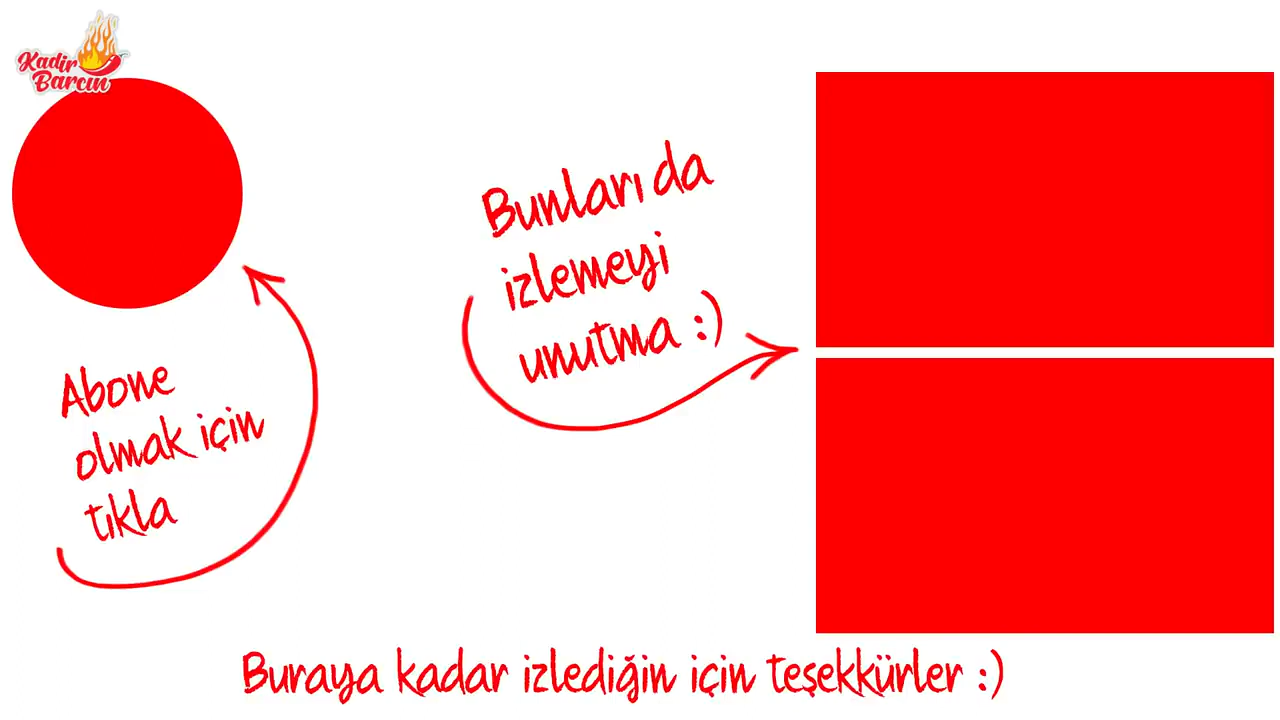 Kadir
Barcın
Bunları da
izlemeyi
unutma :)
Abone
olmak için
tıkla
Buraya kadar izlediğin için teşekkürler :)